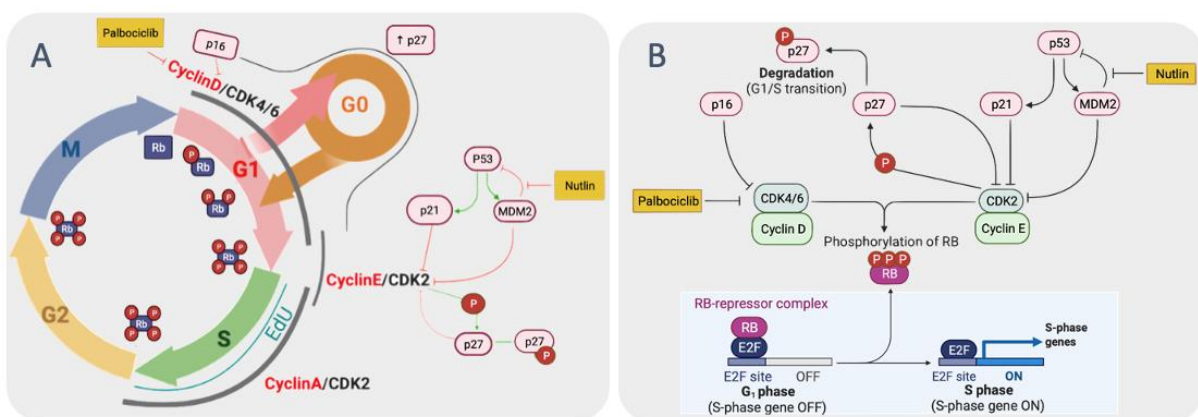 A
Palbociclib
p16
↑ p27
CyclinD/CDK4/6
G0
M
Rb
P
Rb
G1
P P
Rb
P P
Rb
P P
P P
Rb
P P
P P
Rb
P P
G2
S
EdU
CyclinA/CDK2
P53
Nutlin
p21
MDM2
CyclinE/CDK2
P
p27
p27
P
B
P
p27
Degradation
(G1/S transition)
p53
Nutlin
p16
p27
p21
MDM2
P
Palbociclib
CDK4/6
Cyclin D
CDK2
Cyclin E
Phosphorylation of RB
P P P
RB
RB-repressor complex
RB
E2F
E2F site
OFF
G₁ phase
(S-phase gene OFF)
S-phase
genes
E2F
E2F site
ON
S phase
(S-phase gene ON)